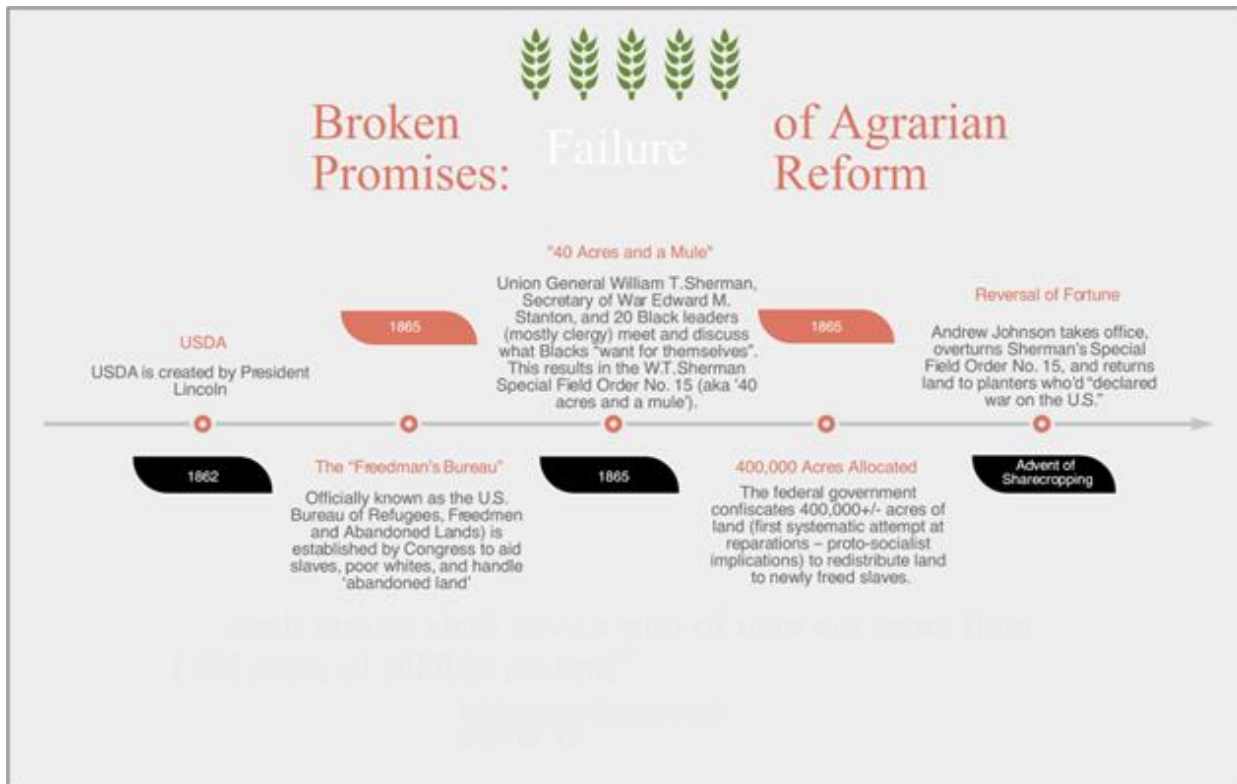 Broken
Promises:
Failure
of Agrarian
Reform
USDA
USDA is created by President
Lincoln
1862
1865
The "Freedman's Bureau"
Officially known as the U.S.
Bureau of Refugees, Freedmen
and Abandoned Lands) is
established by Congress to aid
slaves, poor whites, and handle
'abandoned land'
"40 Acres and a Mule"
Union General William T.Sherman,
Secretary of War Edward M.
Stanton, and 20 Black leaders
(mostly clergy) meet and discuss
what Blacks "want for themselves".
This results in the W.T.Sherman
Special Field Order No. 15 (aka '40
acres and a mule').
1865
1865
400,000 Acres Allocated
The federal government
confiscates 400,000+/- acres of
land (first systematic attempt at
reparations – proto-socialist
implications) to redistribute land
to newly freed slaves.
Reversal of Fortune
Andrew Johnson takes office,
overturns Sherman's Special
Field Order No. 15, and returns
land to planters who'd "declared
war on the U.S."
Advent of
Sharecropping